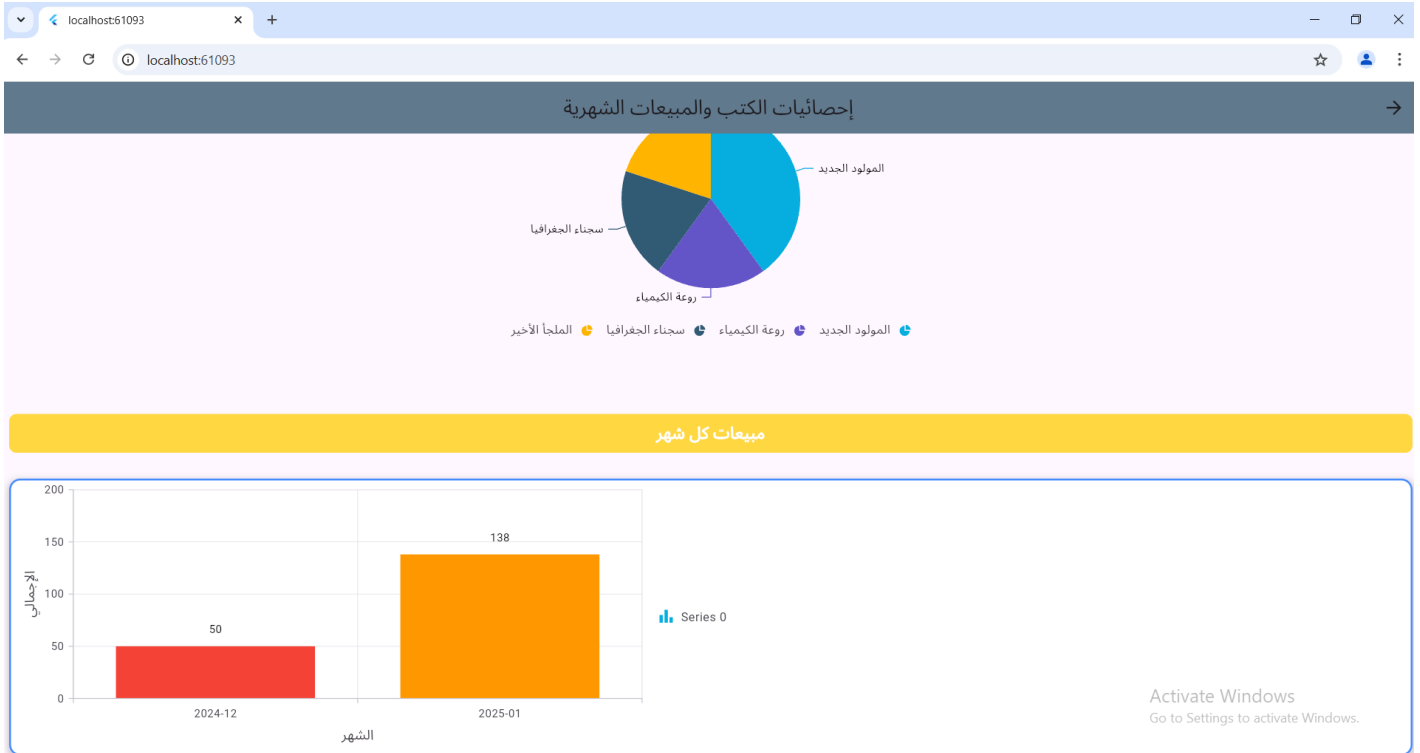 localhost:61093
localhost:61093
إحصائيات الكتب والمبيعات الشهرية
المولود الجديد
سجناء الجغرافيا
روعة الكيمياء
المولود الجديد روعة الكيمياء سجناء الجغرافيا الملجأ الأخير
مبيعات كل شهر
200
150
138
الإجمالي
100
Series 0
50
50
0
2024-12 2025-01
الشهر
Activate Windows
Go to Settings to activate Windows.